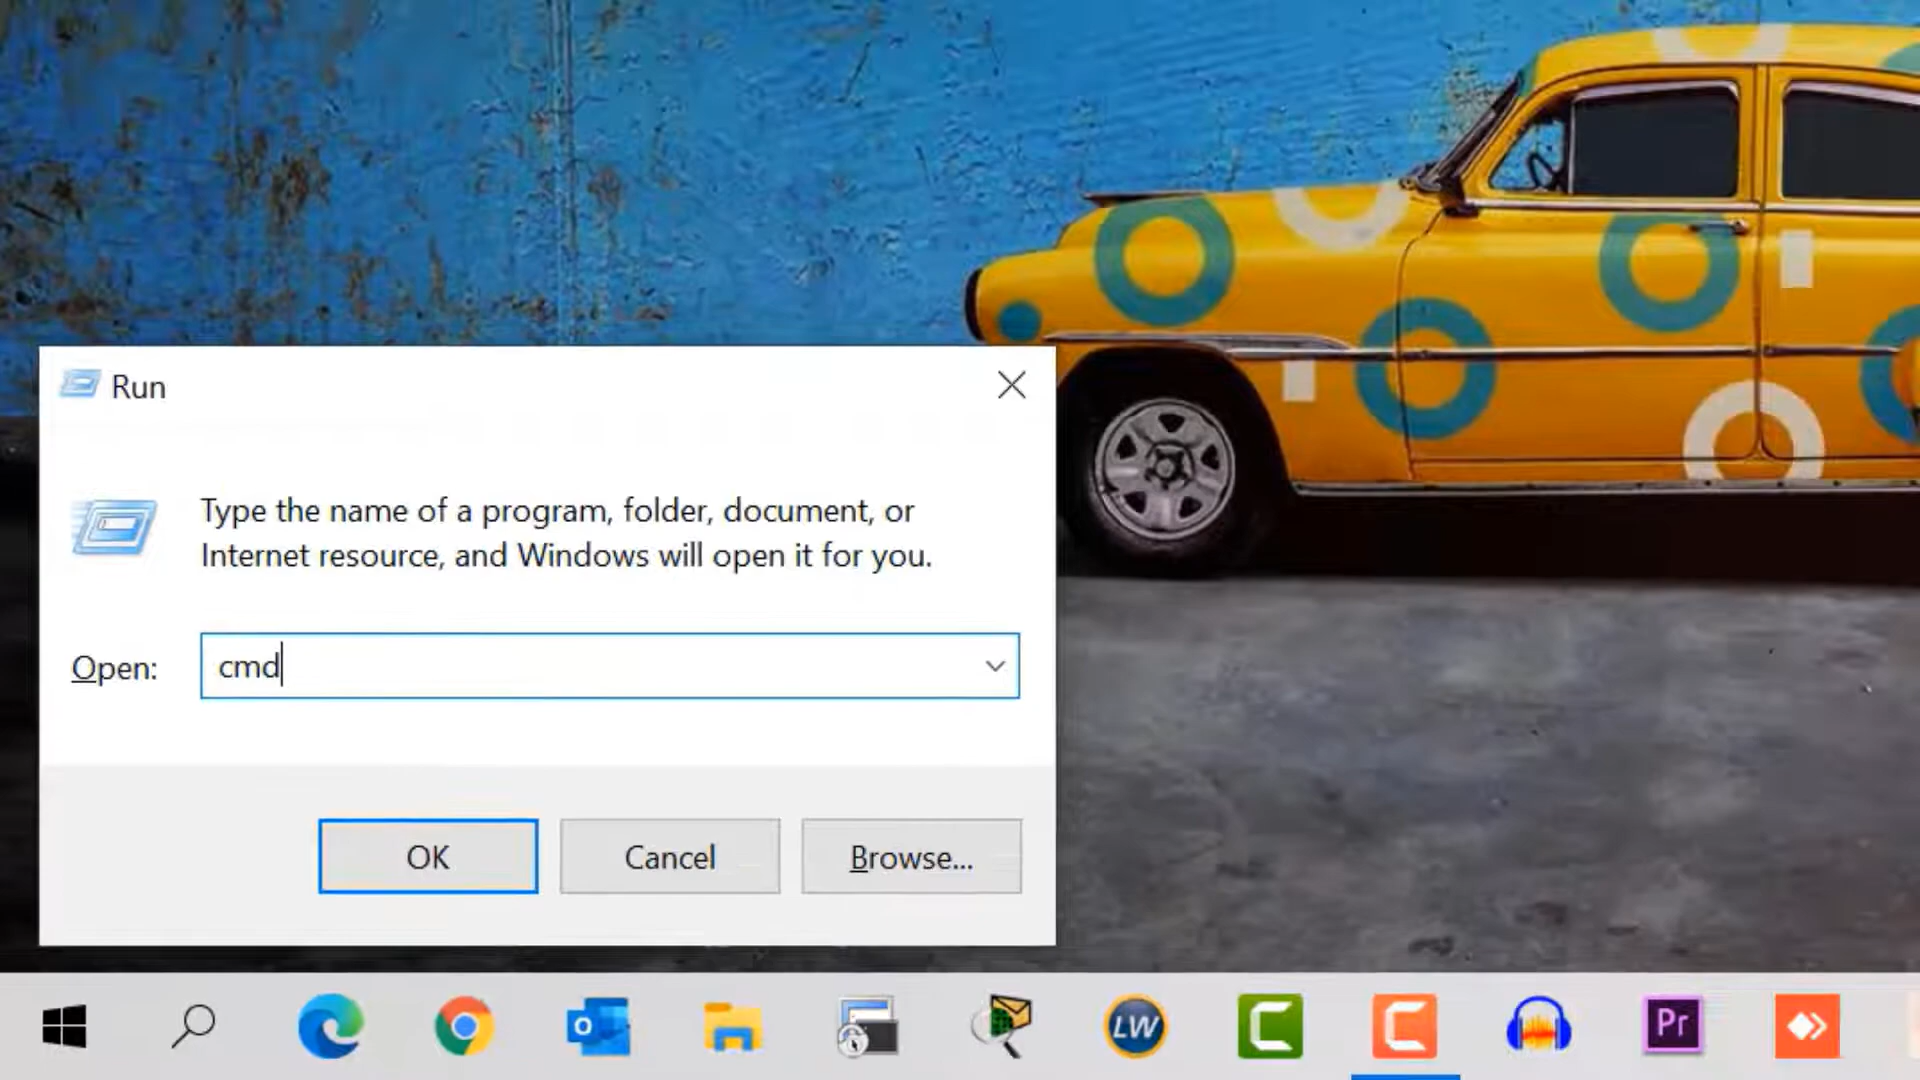 Run
Type the name of a program, folder, document, or
Internet resource, and Windows will open it for you.
Open:
cmd
OK
Cancel
Browse...
O
LW
C
C
Pr